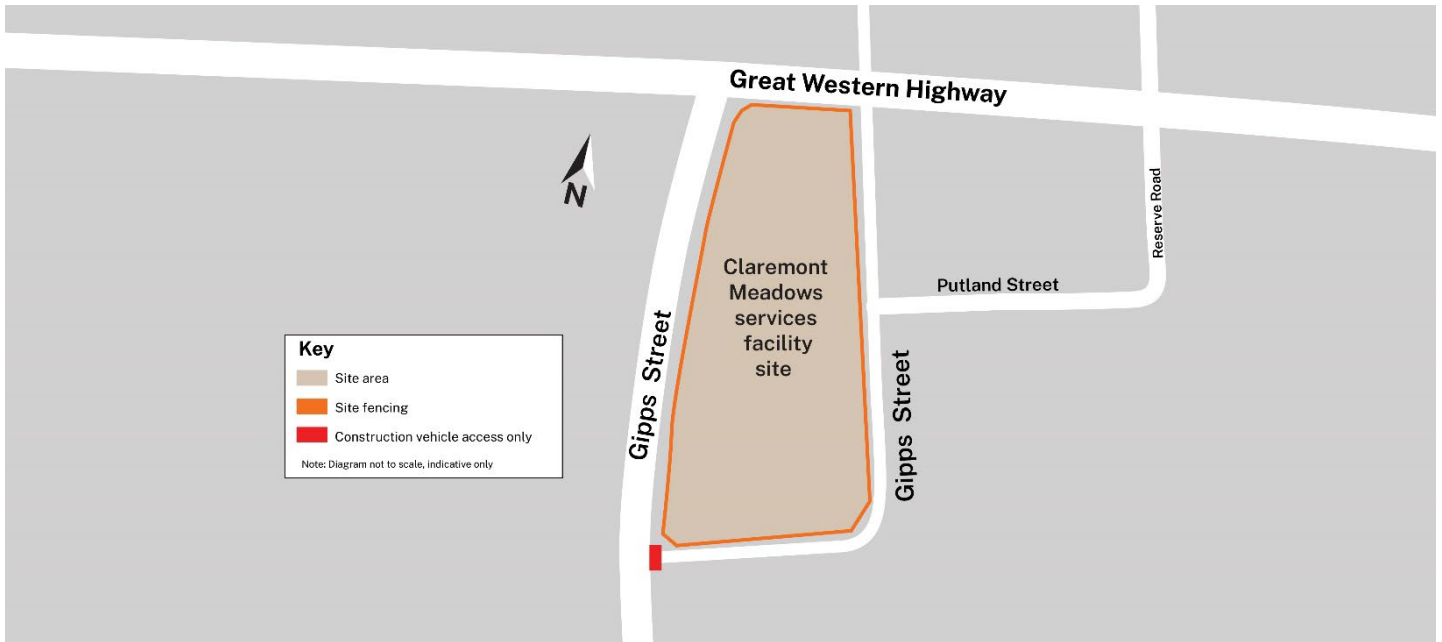 Great Western Highway
N
Reserve Road
Claremont
Meadows
services
facility
site
Putland Street
Gipps Street
Gipps Street
Key
Site area
Site fencing
Construction vehicle access only
Note: Diagram not to scale, indicative only